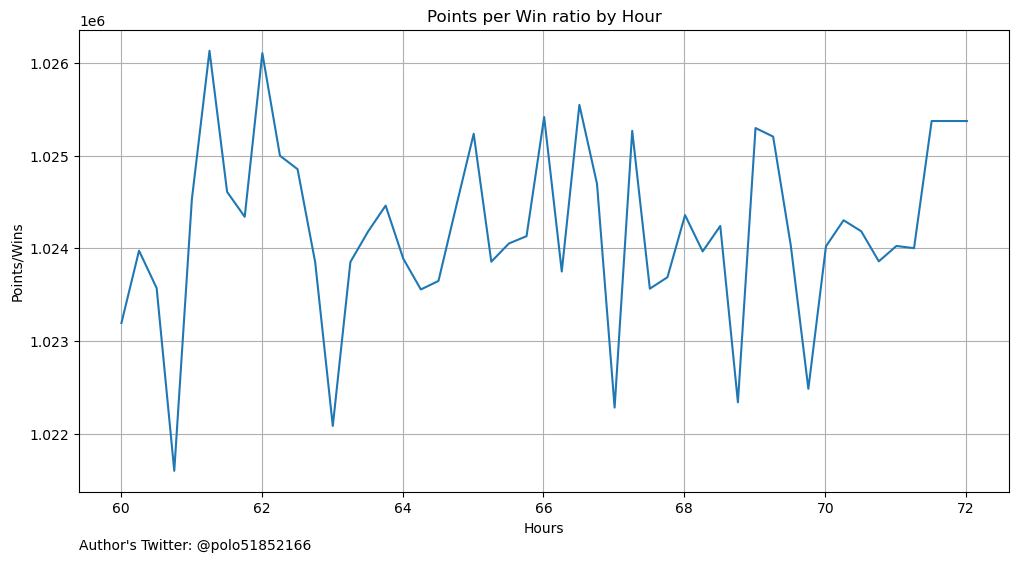 Points per Win ratio by Hour
1e6
1.026
1.025
1.024
1.023
1.022
Points/Wins
60 62 64 66 68 70 72
Hours
Author's Twitter: @polo51852166